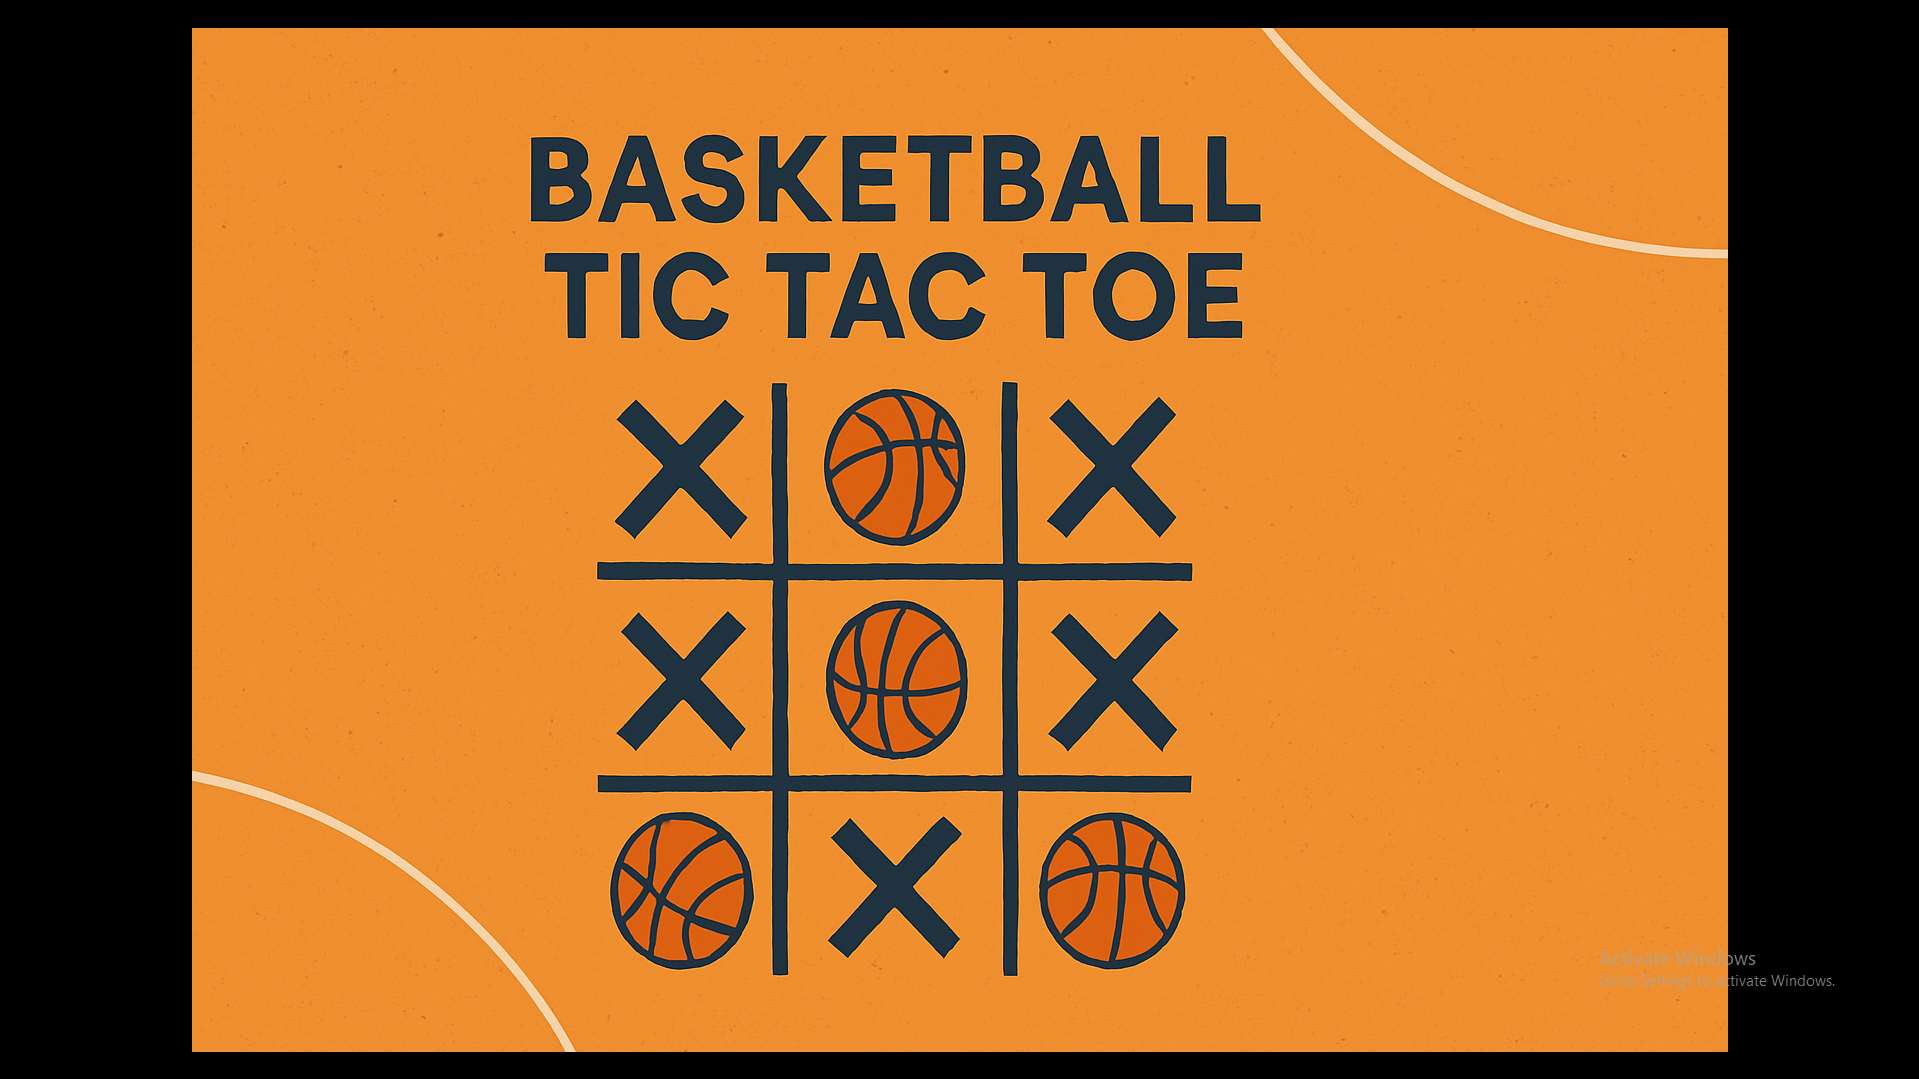 BASKETBALL
TIC TAC TOE
X X
X X
X
Activate Windows
Go to Settings to activate Windows.